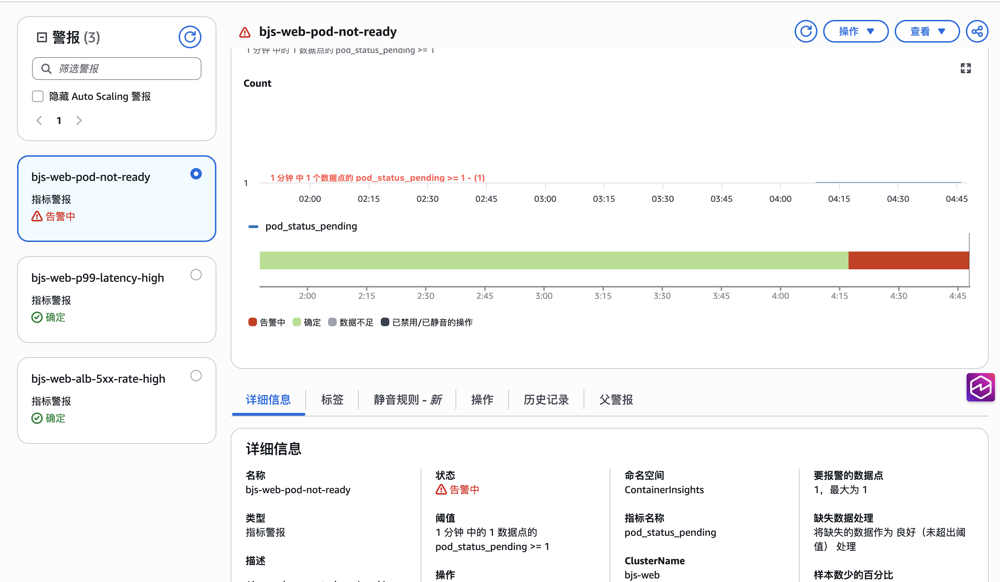 警报 (3)
筛选警报
隐藏 Auto Scaling 警报
1
bjs-web-pod-not-ready
指标警报
告警中
bjs-web-p99-latency-high
指标警报
确定
bjs-web-alb-5xx-rate-high
指标警报
确定
bjs-web-pod-not-ready
操作
查看
1 分钟 中的 1 数据点的 pod_status_pending >= 1
Count
1 分钟 中 1 个数据点的 pod_status_pending >= 1 - (1)
1
02:00 02:15 02:30 02:45 03:00 03:15 03:30 03:45 04:00 04:15 04:30 04:45
pod_status_pending
2:00 2:15 2:30 2:45 3:00 3:15 3:30 3:45 4:00 4:15 4:30 4:45
告警中 确定 数据不足 已禁用/已静音的操作
详细信息 标签 静音规则 - 新 操作 历史记录 父警报
详细信息
名称
bjs-web-pod-not-ready
类型
指标警报
描述
状态
告警中
阈值
1 分钟 中的 1 数据点的
pod_status_pending >= 1
操作
命名空间
ContainerInsights
指标名称
pod_status_pending
ClusterName
bjs-web
要报警的数据点
1，最大为 1
缺失数据处理
将缺失的数据作为 良好（未超出阈
值） 处理
样本数少的百分比